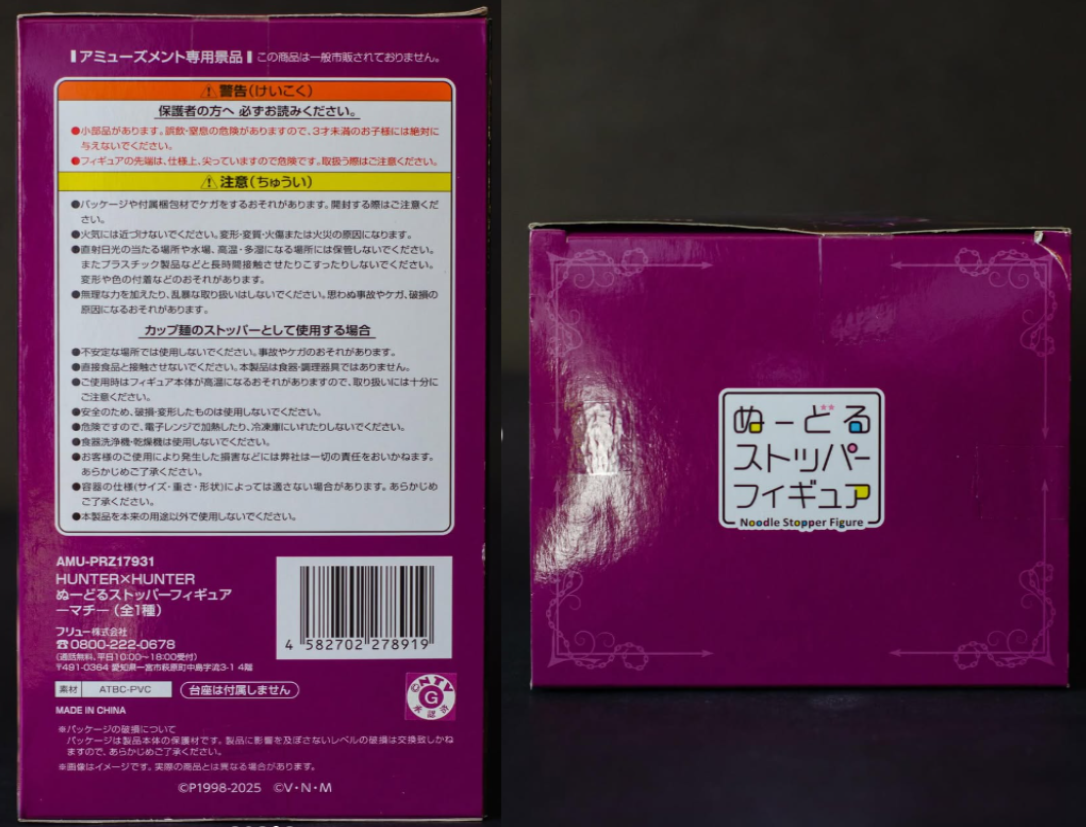 アミューズメント専用景品 この商品は一般市販されておりません。
⚠警告(けいこく)
保護者の方へ 必ずお読みください。
●小部品があります。誤飲・窒息の危険がありますので、3才未満のお子様には絶対に
与えないでください。
●フィギュアの先端は、仕様上、尖っていますので危険です。取扱う際はご注意ください。
⚠注意(ちゅうい)
●パッケージや付属梱包材でケガをするおそれがあります。開封する際はご注意くだ
さい。
●火気には近づけないでください。変形・変質・火傷または火災の原因になります。
●直射日光の当たる場所や水場、高温・多湿になる場所には保管しないでください。
またプラスチック製品などと長時間接触させたりこすったりしないでください。
変形や色の付着などのおそれがあります。
●無理な力を加えたり、乱暴な取り扱いはしないでください。思わぬ事故やケガ、破損の
原因になるおそれがあります。
カップ麺のストッパーとして使用する場合
●不安定な場所では使用しないでください。事故やケガのおそれがあります。
●直接食品と接触させないでください。本製品は食器・調理器具ではありません。
●ご使用時はフィギュア本体が高温になるおそれがありますので、取り扱いには十分に
ご注意ください。
●安全のため、破損・変形したものは使用しないでください。
●危険ですので、電子レンジで加熱したり、冷凍庫にいれたりしないでください。
●食器洗浄機・乾燥機は使用しないでください。
●お客様のご使用により発生した損害などには弊社は一切の責任をおいかねます。
あらかじめご了承ください。
●容器の仕様(サイズ・重さ・形状)によっては適さない場合があります。あらかじめ
ご了承ください。
●本製品を本来の用途以外で使用しないでください。
AMU-PRZ17931
HUNTER×HUNTER
ぬーどるストッパーフィギュア
ーマチー(全1種)
フリュー株式会社
☎0800-222-0678
(通話無料、平日10:00〜18:00受付)
〒491-0364 愛知県一宮市萩原町中島字流3-1 4階
4 582702 278919
素材 ATBC-PVC 台座は付属しません
MADE IN CHINA
©NTV
G
承認済
※パッケージの破損について
パッケージは製品本体の保護材です。製品に影響を及ぼさないレベルの破損は交換致しかね
ますので、あらかじめご了承ください。
※画像はイメージです。実際の商品とは異なる場合があります。
©P1998-2025 ©V・N・M
ぬーどる
ストッパー
フィギュア
Noodle Stopper Figure